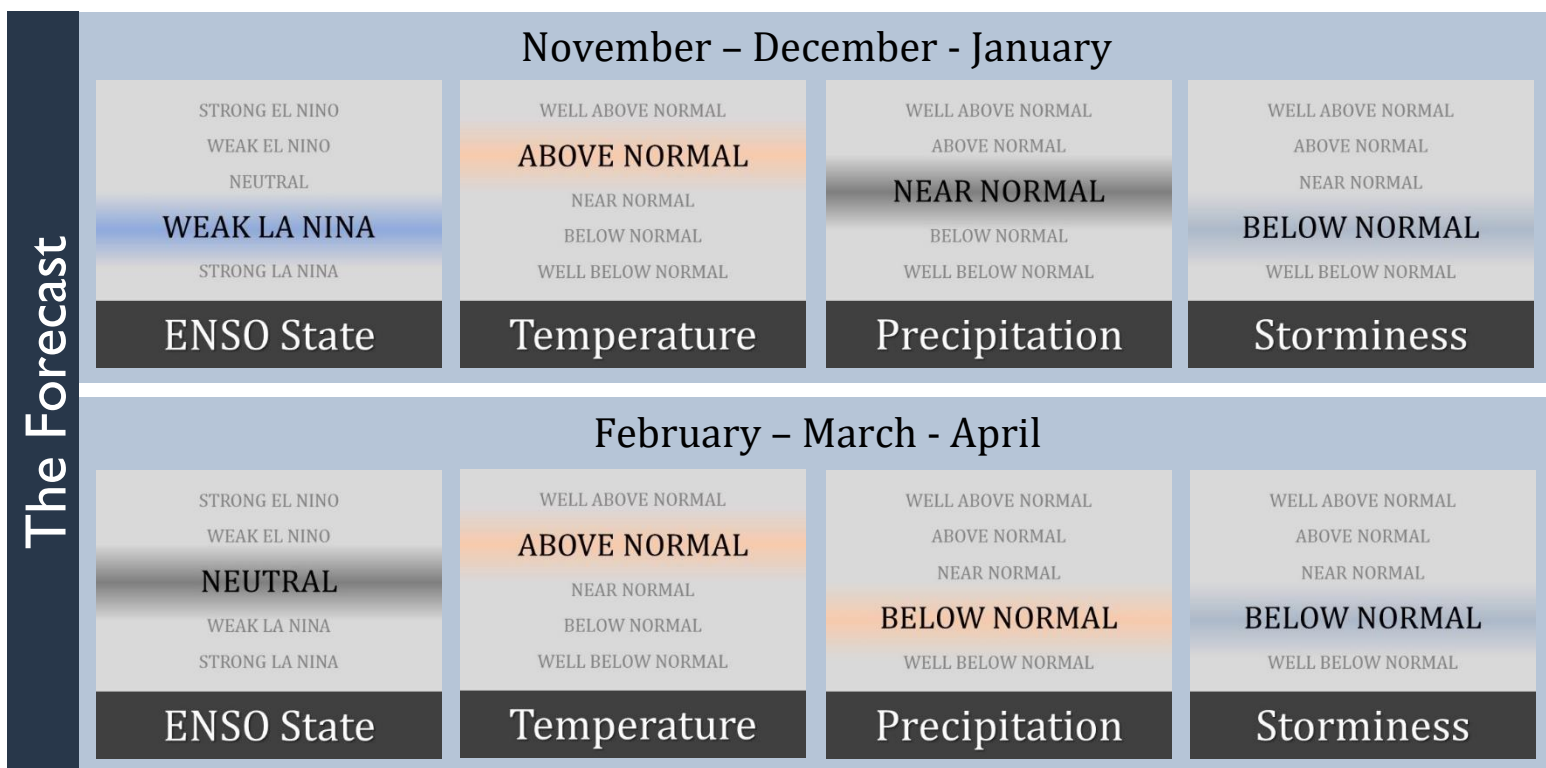 The Forecast
November – December - January
STRONG EL NINO
WEAK EL NINO
NEUTRAL
WEAK LA NINA
STRONG LA NINA
ENSO State
WELL ABOVE NORMAL
ABOVE NORMAL
NEAR NORMAL
BELOW NORMAL
WELL BELOW NORMAL
Temperature
WELL ABOVE NORMAL
ABOVE NORMAL
NEAR NORMAL
BELOW NORMAL
WELL BELOW NORMAL
Precipitation
WELL ABOVE NORMAL
ABOVE NORMAL
NEAR NORMAL
BELOW NORMAL
WELL BELOW NORMAL
Storminess
February – March - April
STRONG EL NINO
WEAK EL NINO
NEUTRAL
WEAK LA NINA
STRONG LA NINA
ENSO State
WELL ABOVE NORMAL
ABOVE NORMAL
NEAR NORMAL
BELOW NORMAL
WELL BELOW NORMAL
Temperature
WELL ABOVE NORMAL
ABOVE NORMAL
NEAR NORMAL
BELOW NORMAL
WELL BELOW NORMAL
Precipitation
WELL ABOVE NORMAL
ABOVE NORMAL
NEAR NORMAL
BELOW NORMAL
WELL BELOW NORMAL
Storminess